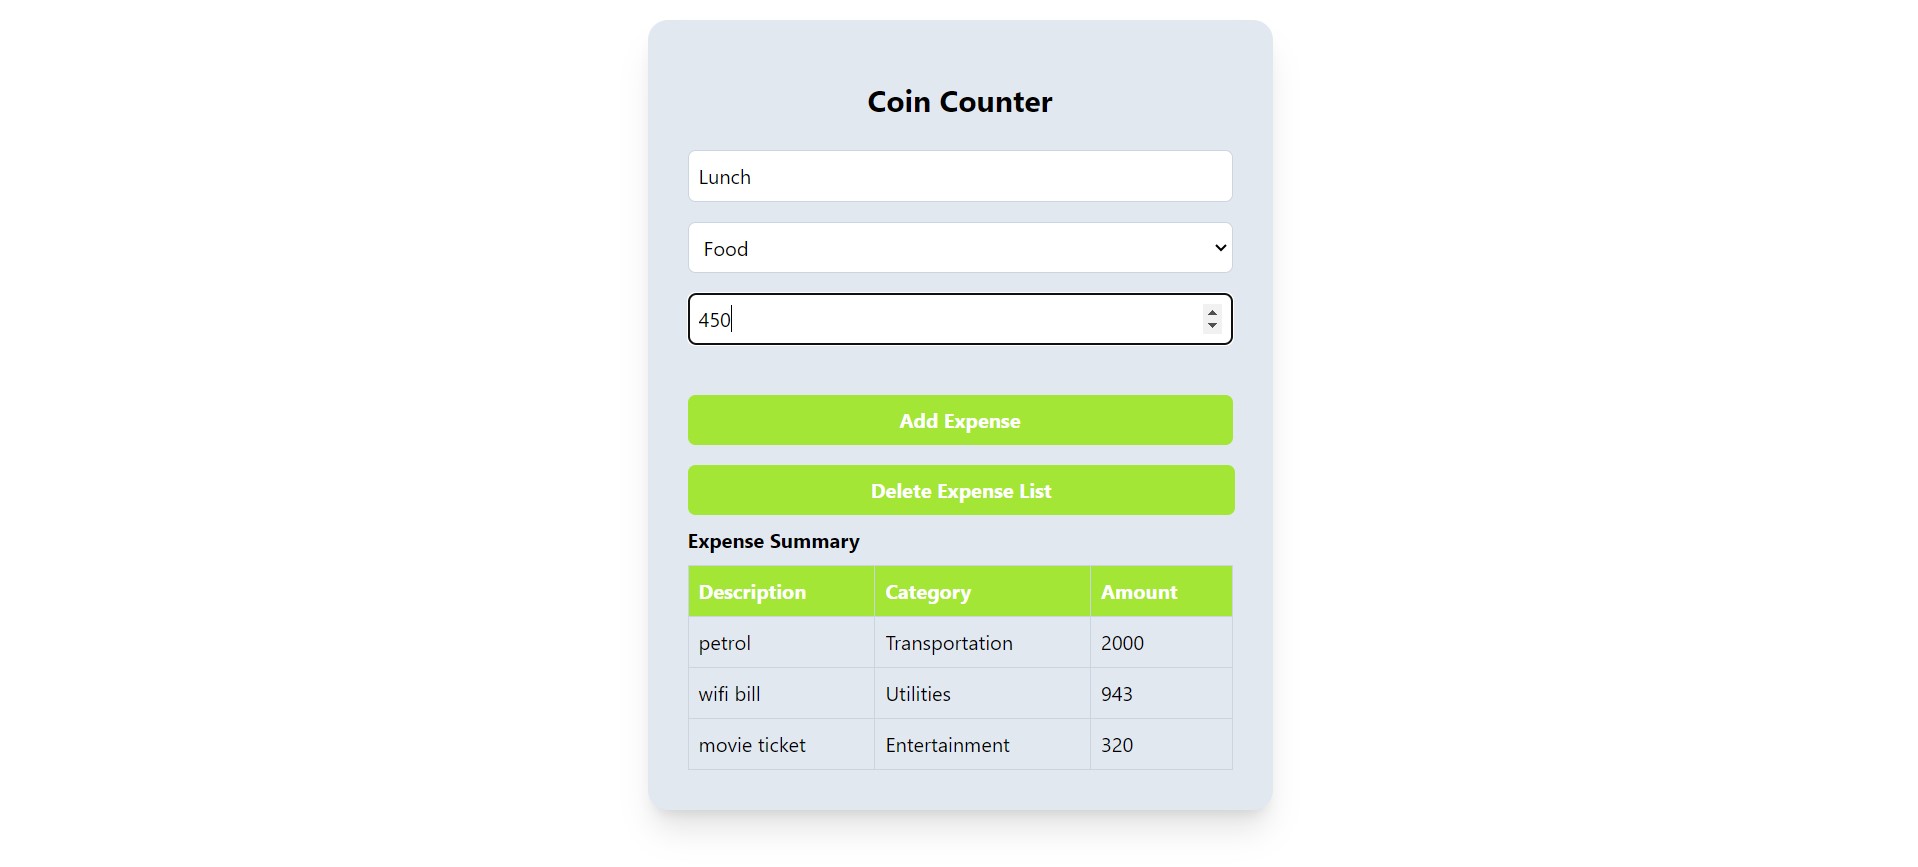 Coin Counter
Lunch
Food
450
Add Expense
Delete Expense List
Expense Summary
Description Category Amount
petrol Transportation 2000
wifi bill Utilities 943
movie ticket Entertainment 320